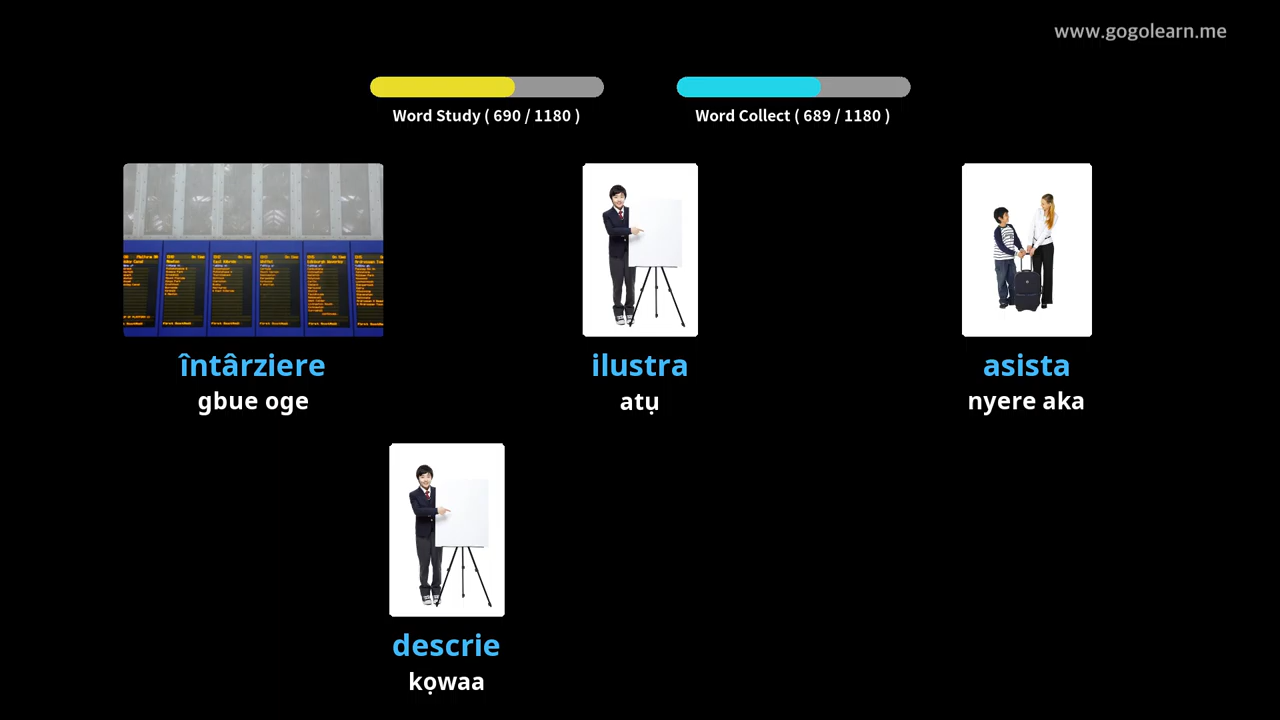 www.gogolearn.me
Word Study ( 690 / 1180 )
Word Collect ( 689 / 1180 )
întârziere
gbue oge
ilustra
atụ
asista
nyere aka
descrie
kọwaa